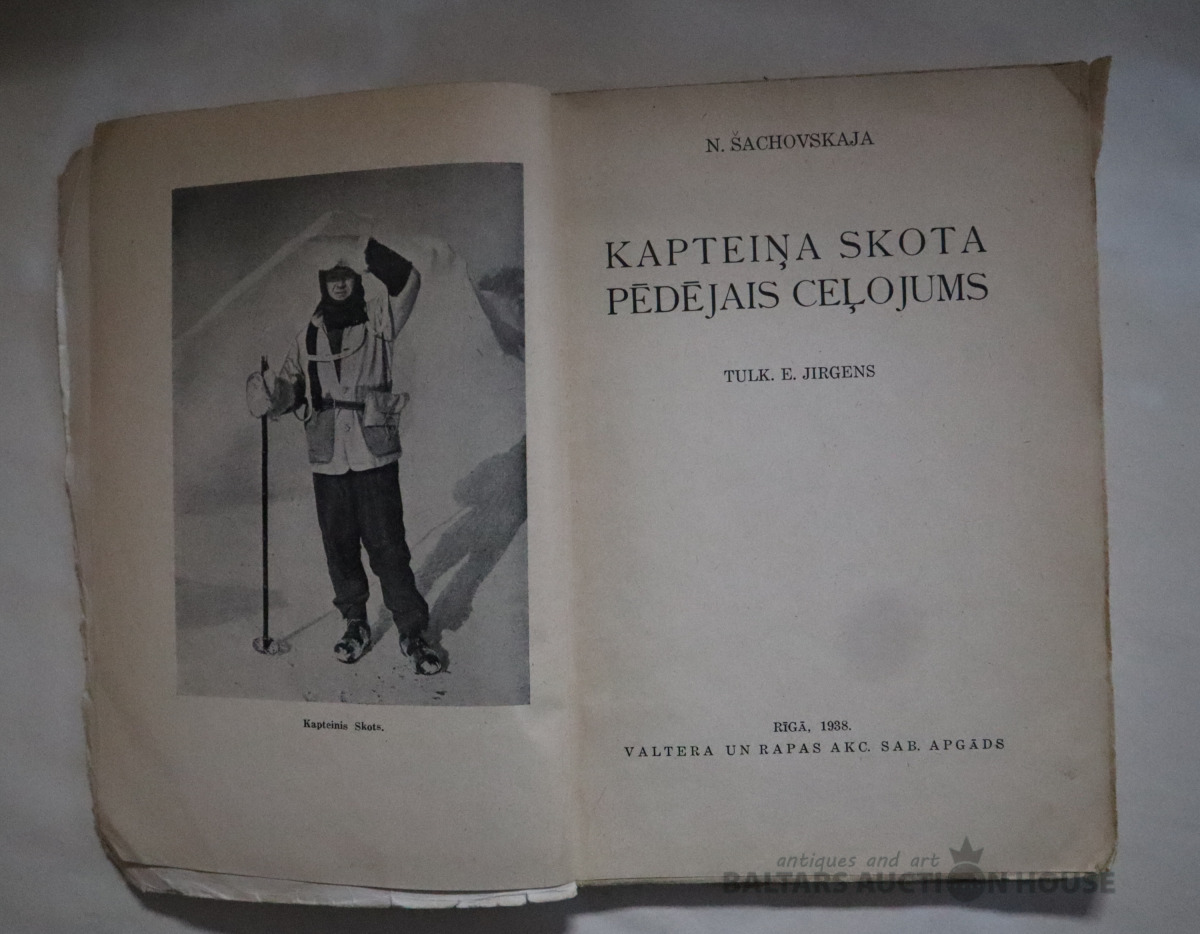 Kapteinis Skots.
N. ŠACHOVSKAJA
KAPTEIŅA SKOTA
PĒDĒJAIS CEĻOJUMS
TULK. E. JIRGENS
RĪGĀ, 1938.
VALTERA UN RAPAS AKC. SAB. APGĀDS
antiques and art
BALTARS AUCTION HOUSE